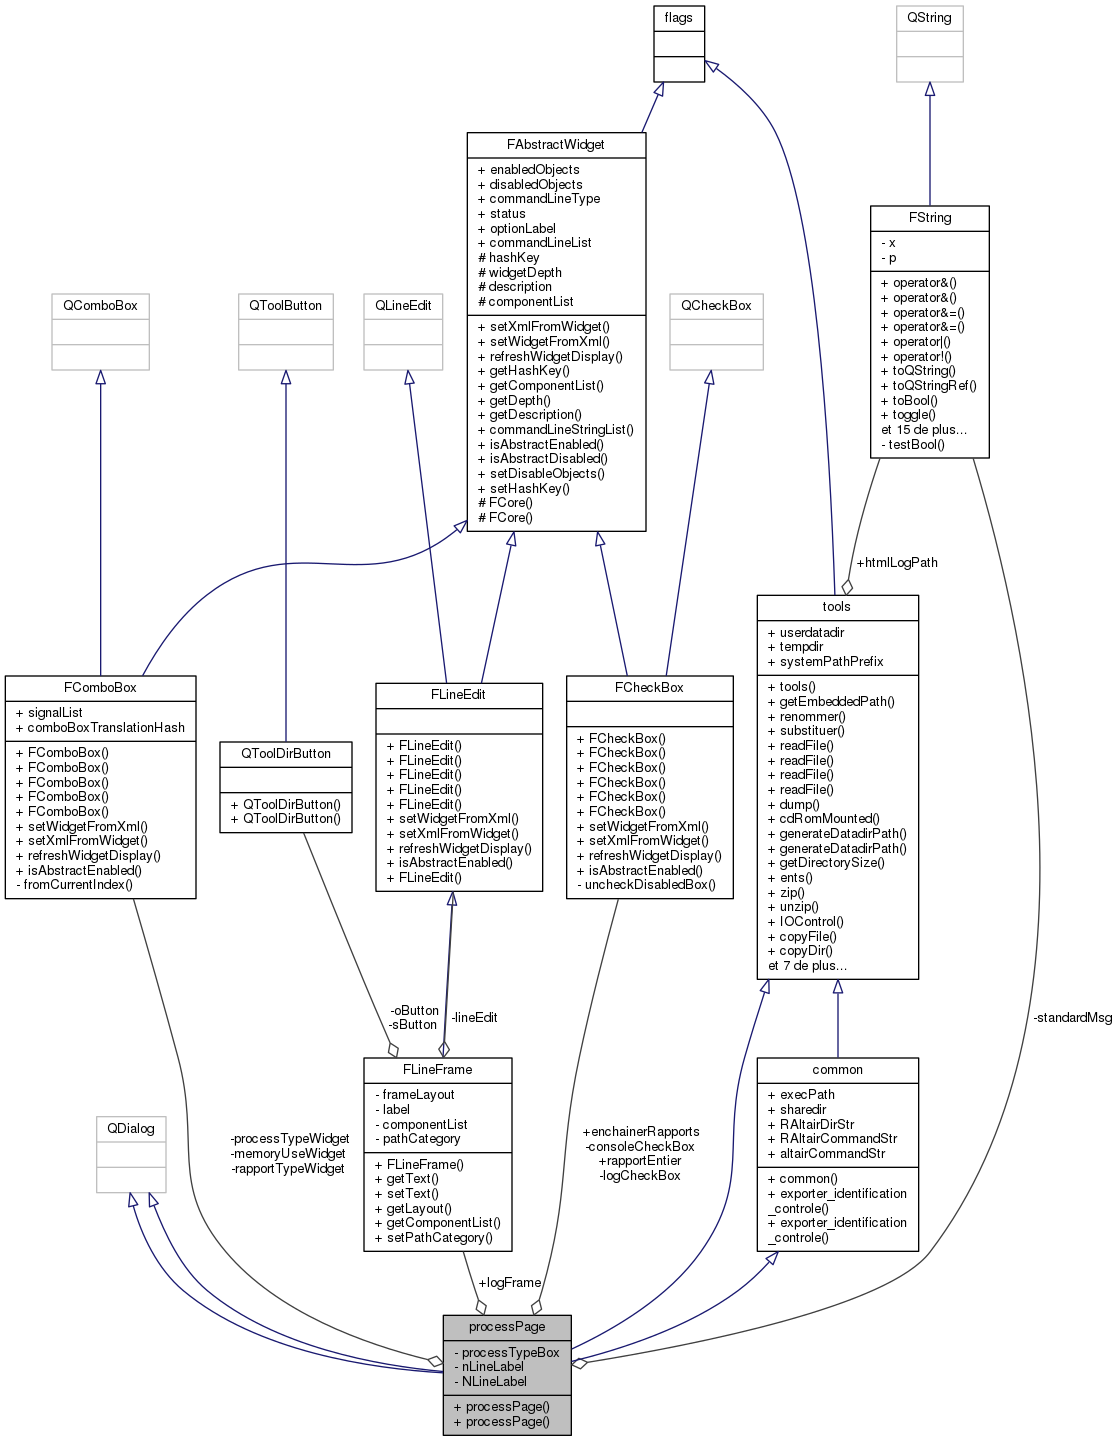 flags
QString
FAbstractWidget
+ enabledObjects
+ disabledObjects
+ commandLineType
+ status
+ optionLabel
+ commandLineList
# hashKey
# widgetDepth
# description
# componentList
+ setXmlFromWidget()
+ setWidgetFromXml()
+ refreshWidgetDisplay()
+ getHashKey()
+ getComponentList()
+ getDepth()
+ getDescription()
+ commandLineStringList()
+ isAbstractEnabled()
+ isAbstractDisabled()
+ setDisableObjects()
+ setHashKey()
# FCore()
# FCore()
FString
- x
- p
+ operator&()
+ operator&()
+ operator&=()
+ operator&=()
+ operator|()
+ operator!()
+ toQString()
+ toQStringRef()
+ toBool()
+ toggle()
et 15 de plus...
- testBool()
QComboBox
QToolButton
QLineEdit
QCheckBox
+htmlLogPath
tools
+ userdatadir
+ tempdir
+ systemPathPrefix
+ tools()
+ getEmbeddedPath()
+ renommer()
+ substituer()
+ readFile()
+ readFile()
+ readFile()
+ readFile()
+ dump()
+ cdRomMounted()
+ generateDatadirPath()
+ generateDatadirPath()
+ getDirectorySize()
+ ents()
+ zip()
+ unzip()
+ IOControl()
+ copyFile()
+ copyDir()
et 7 de plus...
FComboBox
+ signalList
+ comboBoxTranslationHash
+ FComboBox()
+ FComboBox()
+ FComboBox()
+ FComboBox()
+ FComboBox()
+ setWidgetFromXml()
+ setXmlFromWidget()
+ refreshWidgetDisplay()
+ isAbstractEnabled()
- fromCurrentIndex()
QToolDirButton
+ QToolDirButton()
+ QToolDirButton()
FLineEdit
+ FLineEdit()
+ FLineEdit()
+ FLineEdit()
+ FLineEdit()
+ FLineEdit()
+ setWidgetFromXml()
+ setXmlFromWidget()
+ refreshWidgetDisplay()
+ isAbstractEnabled()
+ FLineEdit()
FCheckBox
+ FCheckBox()
+ FCheckBox()
+ FCheckBox()
+ FCheckBox()
+ FCheckBox()
+ FCheckBox()
+ setWidgetFromXml()
+ setXmlFromWidget()
+ refreshWidgetDisplay()
+ isAbstractEnabled()
- uncheckDisabledBox()
-oButton
-sButton
-lineEdit
-standardMsg
FLineFrame
- frameLayout
- label
- componentList
- pathCategory
+ FLineFrame()
+ getText()
+ setText()
+ getLayout()
+ getComponentList()
+ setPathCategory()
common
+ execPath
+ sharedir
+ RAltairDirStr
+ RAltairCommandStr
+ altairCommandStr
+ common()
+ exporter_identification
_controle()
+ exporter_identification
_controle()
QDialog
-processTypeWidget
-memoryUseWidget
-rapportTypeWidget
+enchainerRapports
-consoleCheckBox
+rapportEntier
-logCheckBox
+logFrame
processPage
- processTypeBox
- nLineLabel
- NLineLabel
+ processPage()
+ processPage()